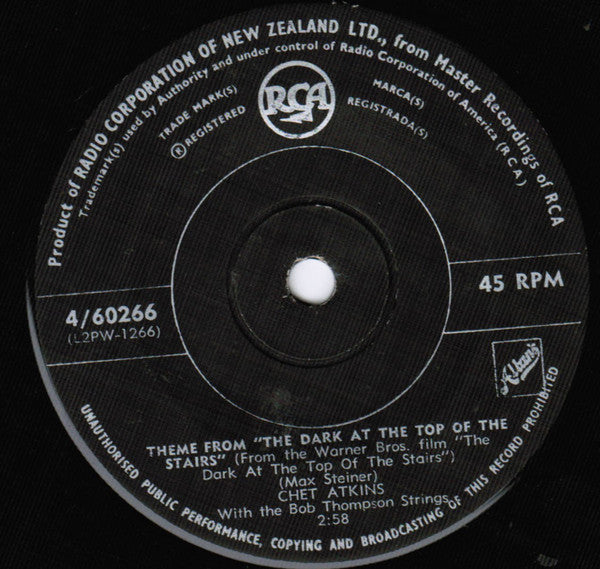 Product of RADIO CORPORATION OF NEW ZEALAND LTD., from Master Recordings of RCA
Trademark(s) used by Authority and under control of Radio Corporation of America (RCA)
TRADE MARK(S) MARCA(S)
® REGISTERED REGISTRADA(S)
RCA
45 RPM
4/60266
(L2PW-1266)
Albans
THEME FROM "THE DARK AT THE TOP OF THE
STAIRS" (From the Warner Bros. film "The
Dark At The Top Of The Stairs")
(Max Steiner)
CHET ATKINS
With the Bob Thompson Strings
2:58
UNAUTHORISED PUBLIC PERFORMANCE, COPYING AND BROADCASTING OF THIS RECORD PROHIBITED